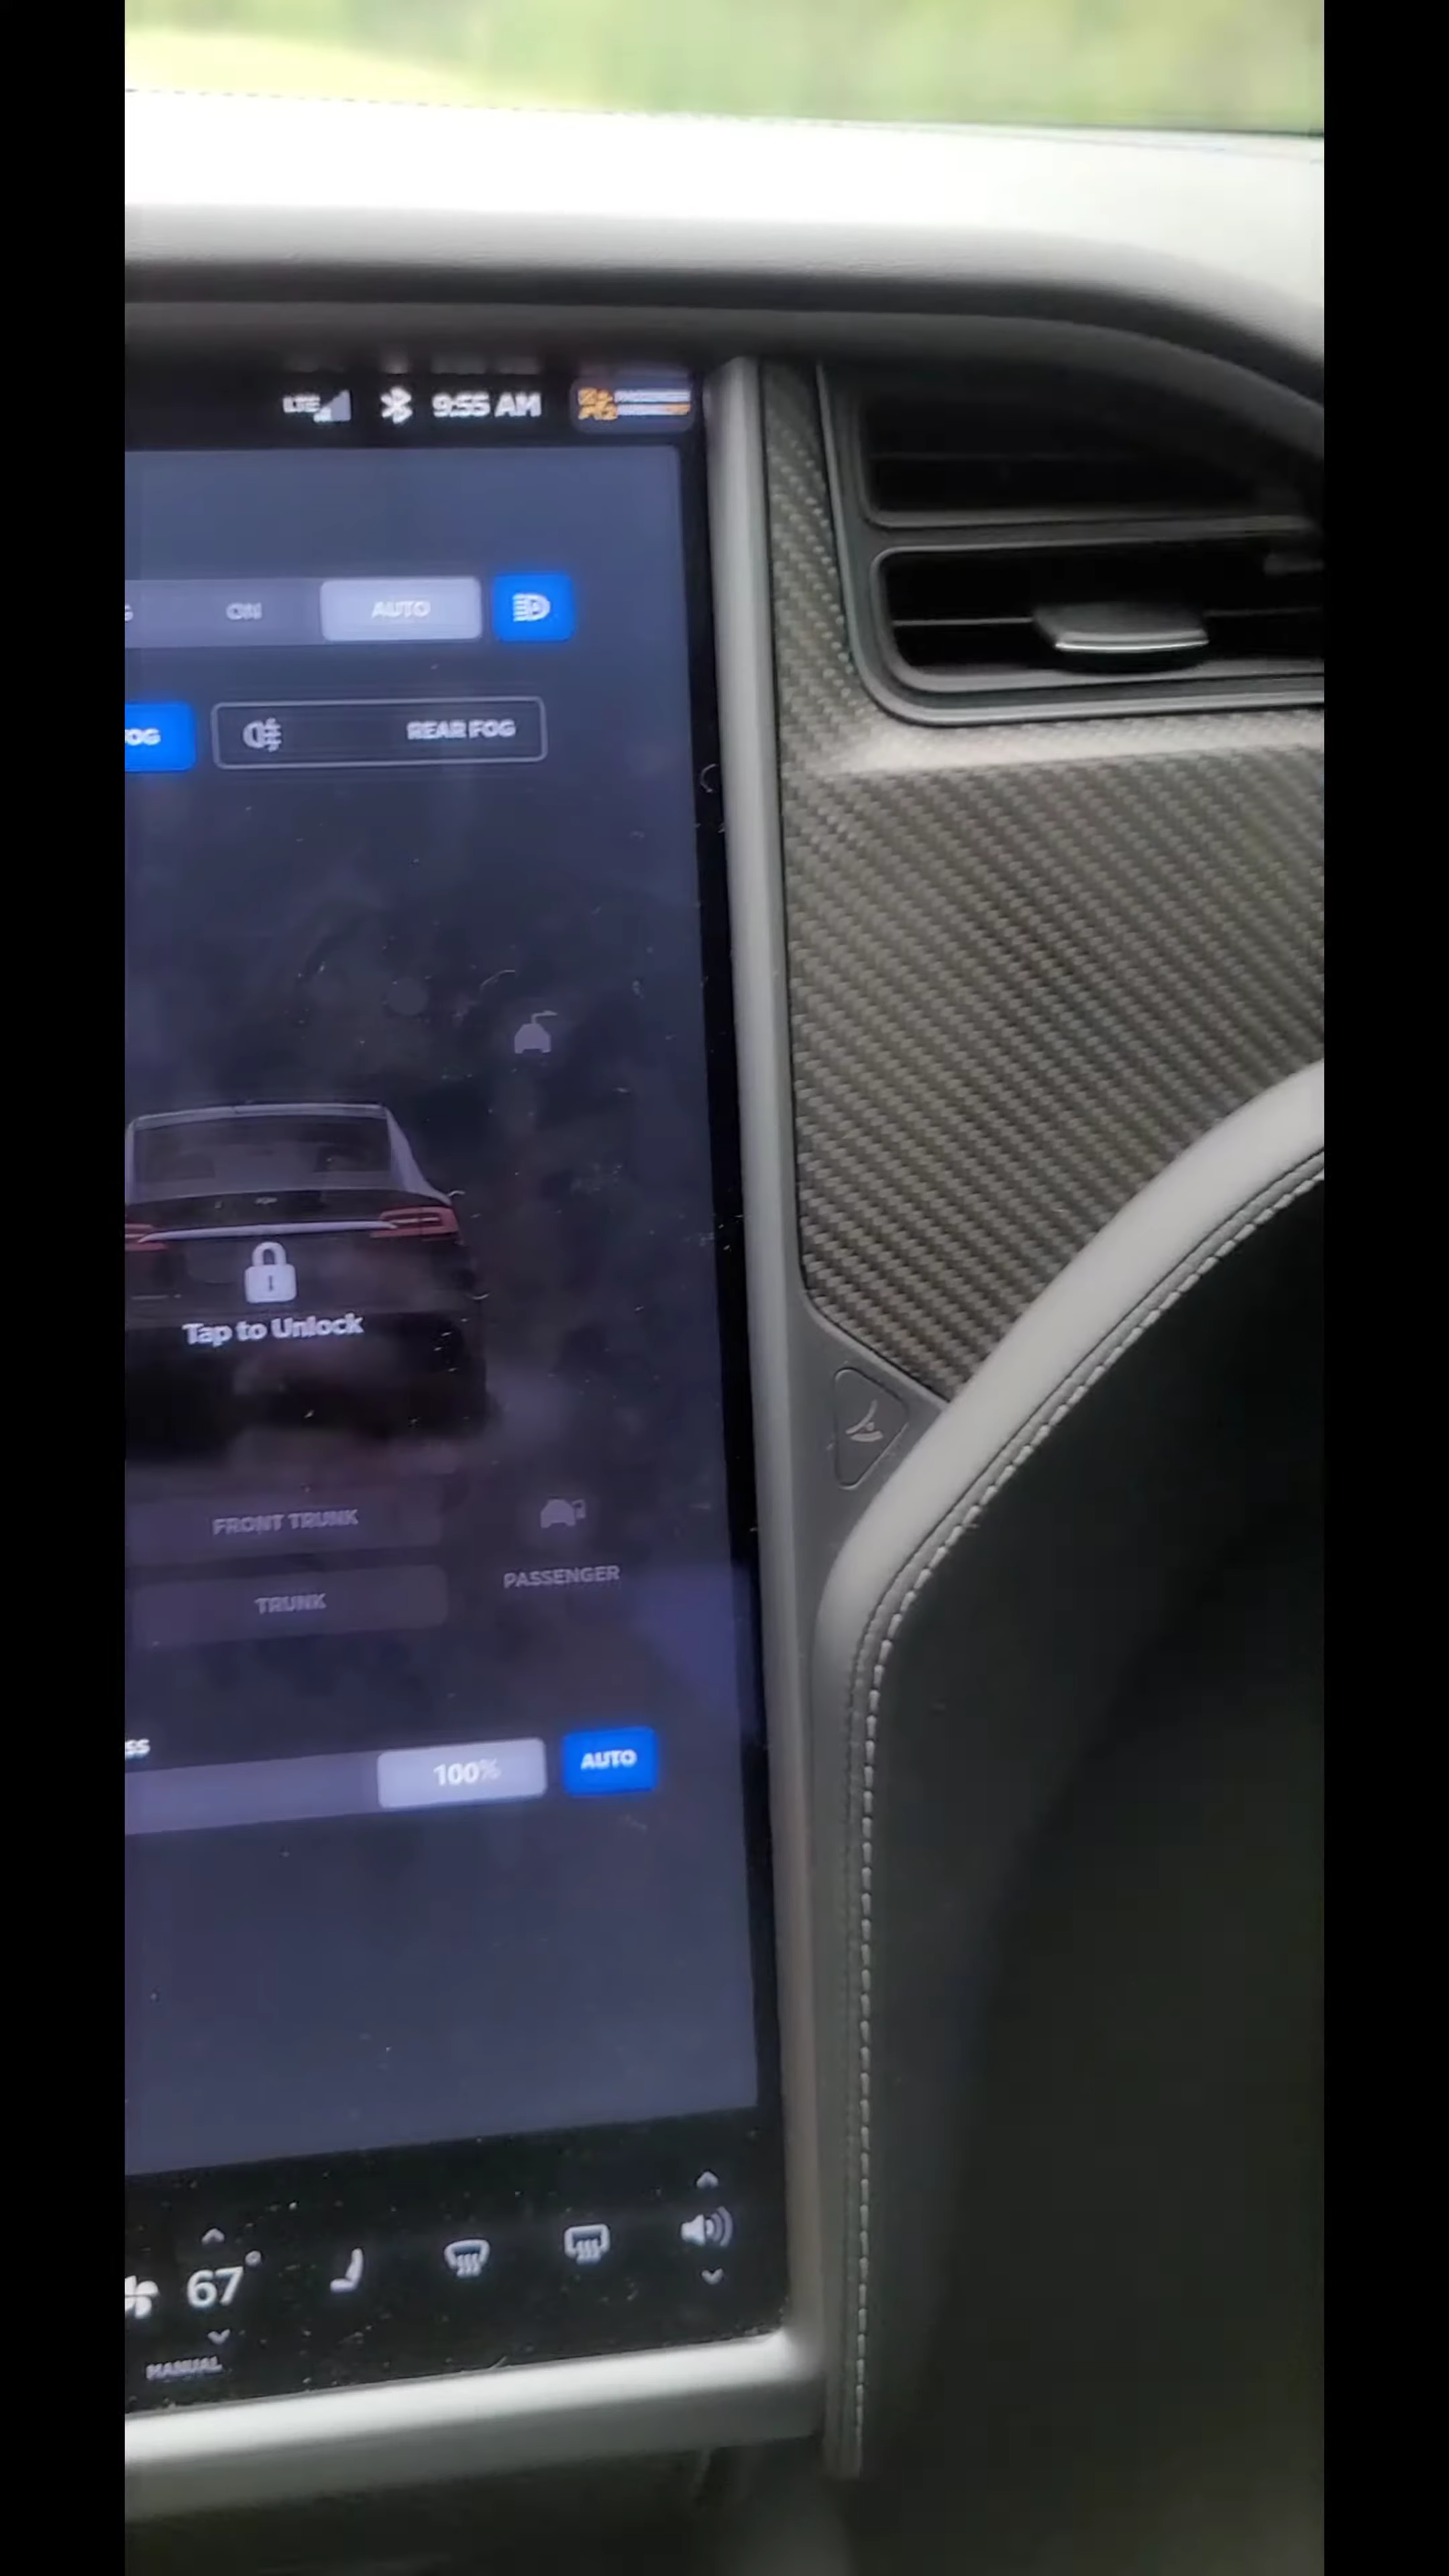 LTE 9:55 AM PASSENGER
ON AUTO
REAR FOG
Tap to Unlock
FRONT TRUNK
PASSENGER
TRUNK
100% AUTO
67°
MANUAL